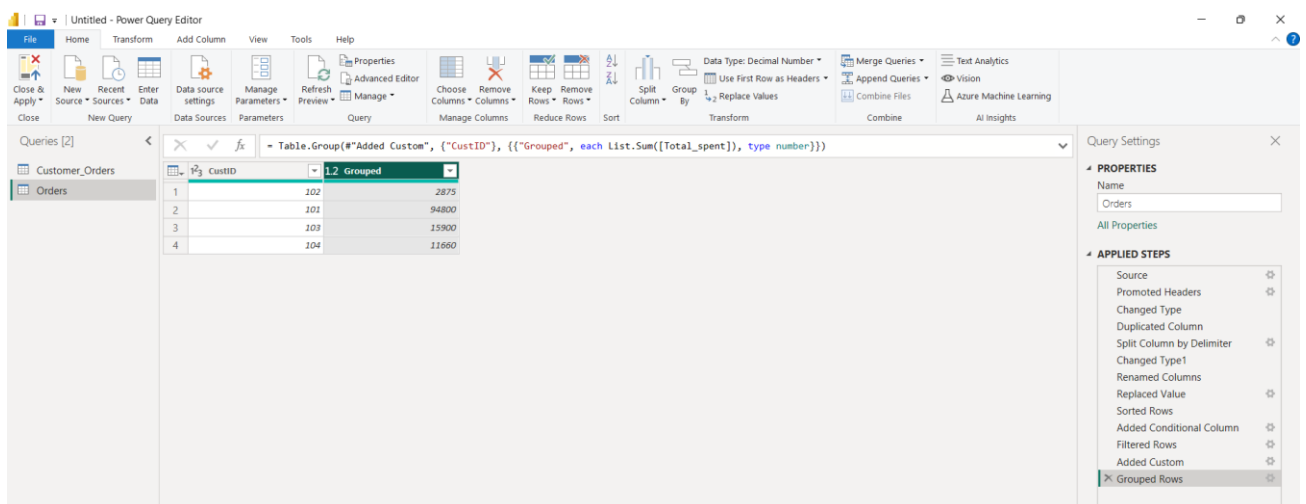 Untitled - Power Query Editor
File Home Transform Add Column View Tools Help
Close & Apply
New Source
Recent Sources
Enter Data
Data source settings
Manage Parameters
Refresh Preview
Properties
Advanced Editor
Manage
Choose Columns
Remove Columns
Keep Rows
Remove Rows
Split Column
Group By
Data Type: Decimal Number
Use First Row as Headers
Replace Values
Merge Queries
Append Queries
Combine Files
Text Analytics
Vision
Azure Machine Learning
Close New Query Data Sources Parameters Query Manage Columns Reduce Rows Sort Transform Combine AI Insights
Queries [2]
Customer_Orders
Orders
fx = Table.Group(#"Added Custom", {"CustID"}, {{"Grouped", each List.Sum([Total_spent]), type number}})
123 CustID 1.2 Grouped
1 102 2875
2 101 94800
3 103 15900
4 104 11660
Query Settings
PROPERTIES
Name
Orders
All Properties
APPLIED STEPS
Source
Promoted Headers
Changed Type
Duplicated Column
Split Column by Delimiter
Changed Type1
Renamed Columns
Replaced Value
Sorted Rows
Added Conditional Column
Filtered Rows
Added Custom
Grouped Rows